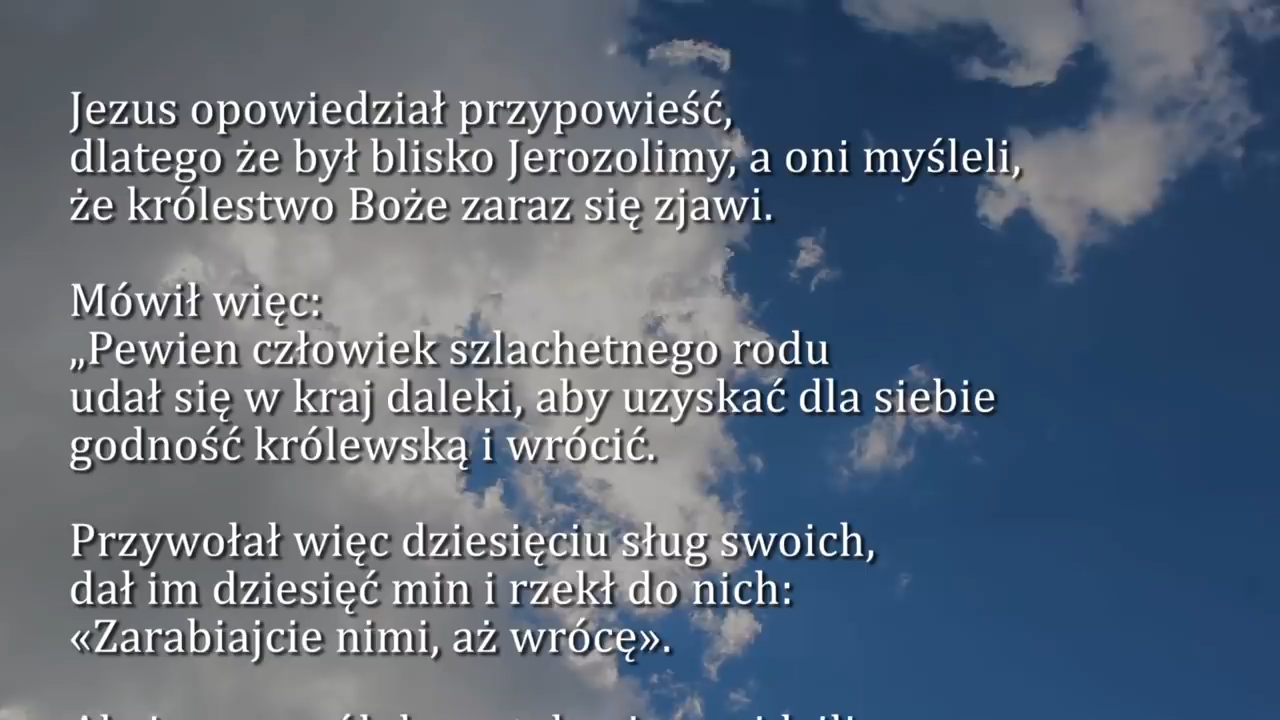 Jezus opowiedział przypowieść,
dlatego że był blisko Jerozolimy, a oni myśleli,
że królestwo Boże zaraz się zjawi.
Mówił więc:
„Pewien człowiek szlachetnego rodu
udał się w kraj daleki, aby uzyskać dla siebie
godność królewską i wrócić.
Przywołał więc dziesięciu sług swoich,
dał im dziesięć min i rzekł do nich:
«Zarabiajcie nimi, aż wrócę».